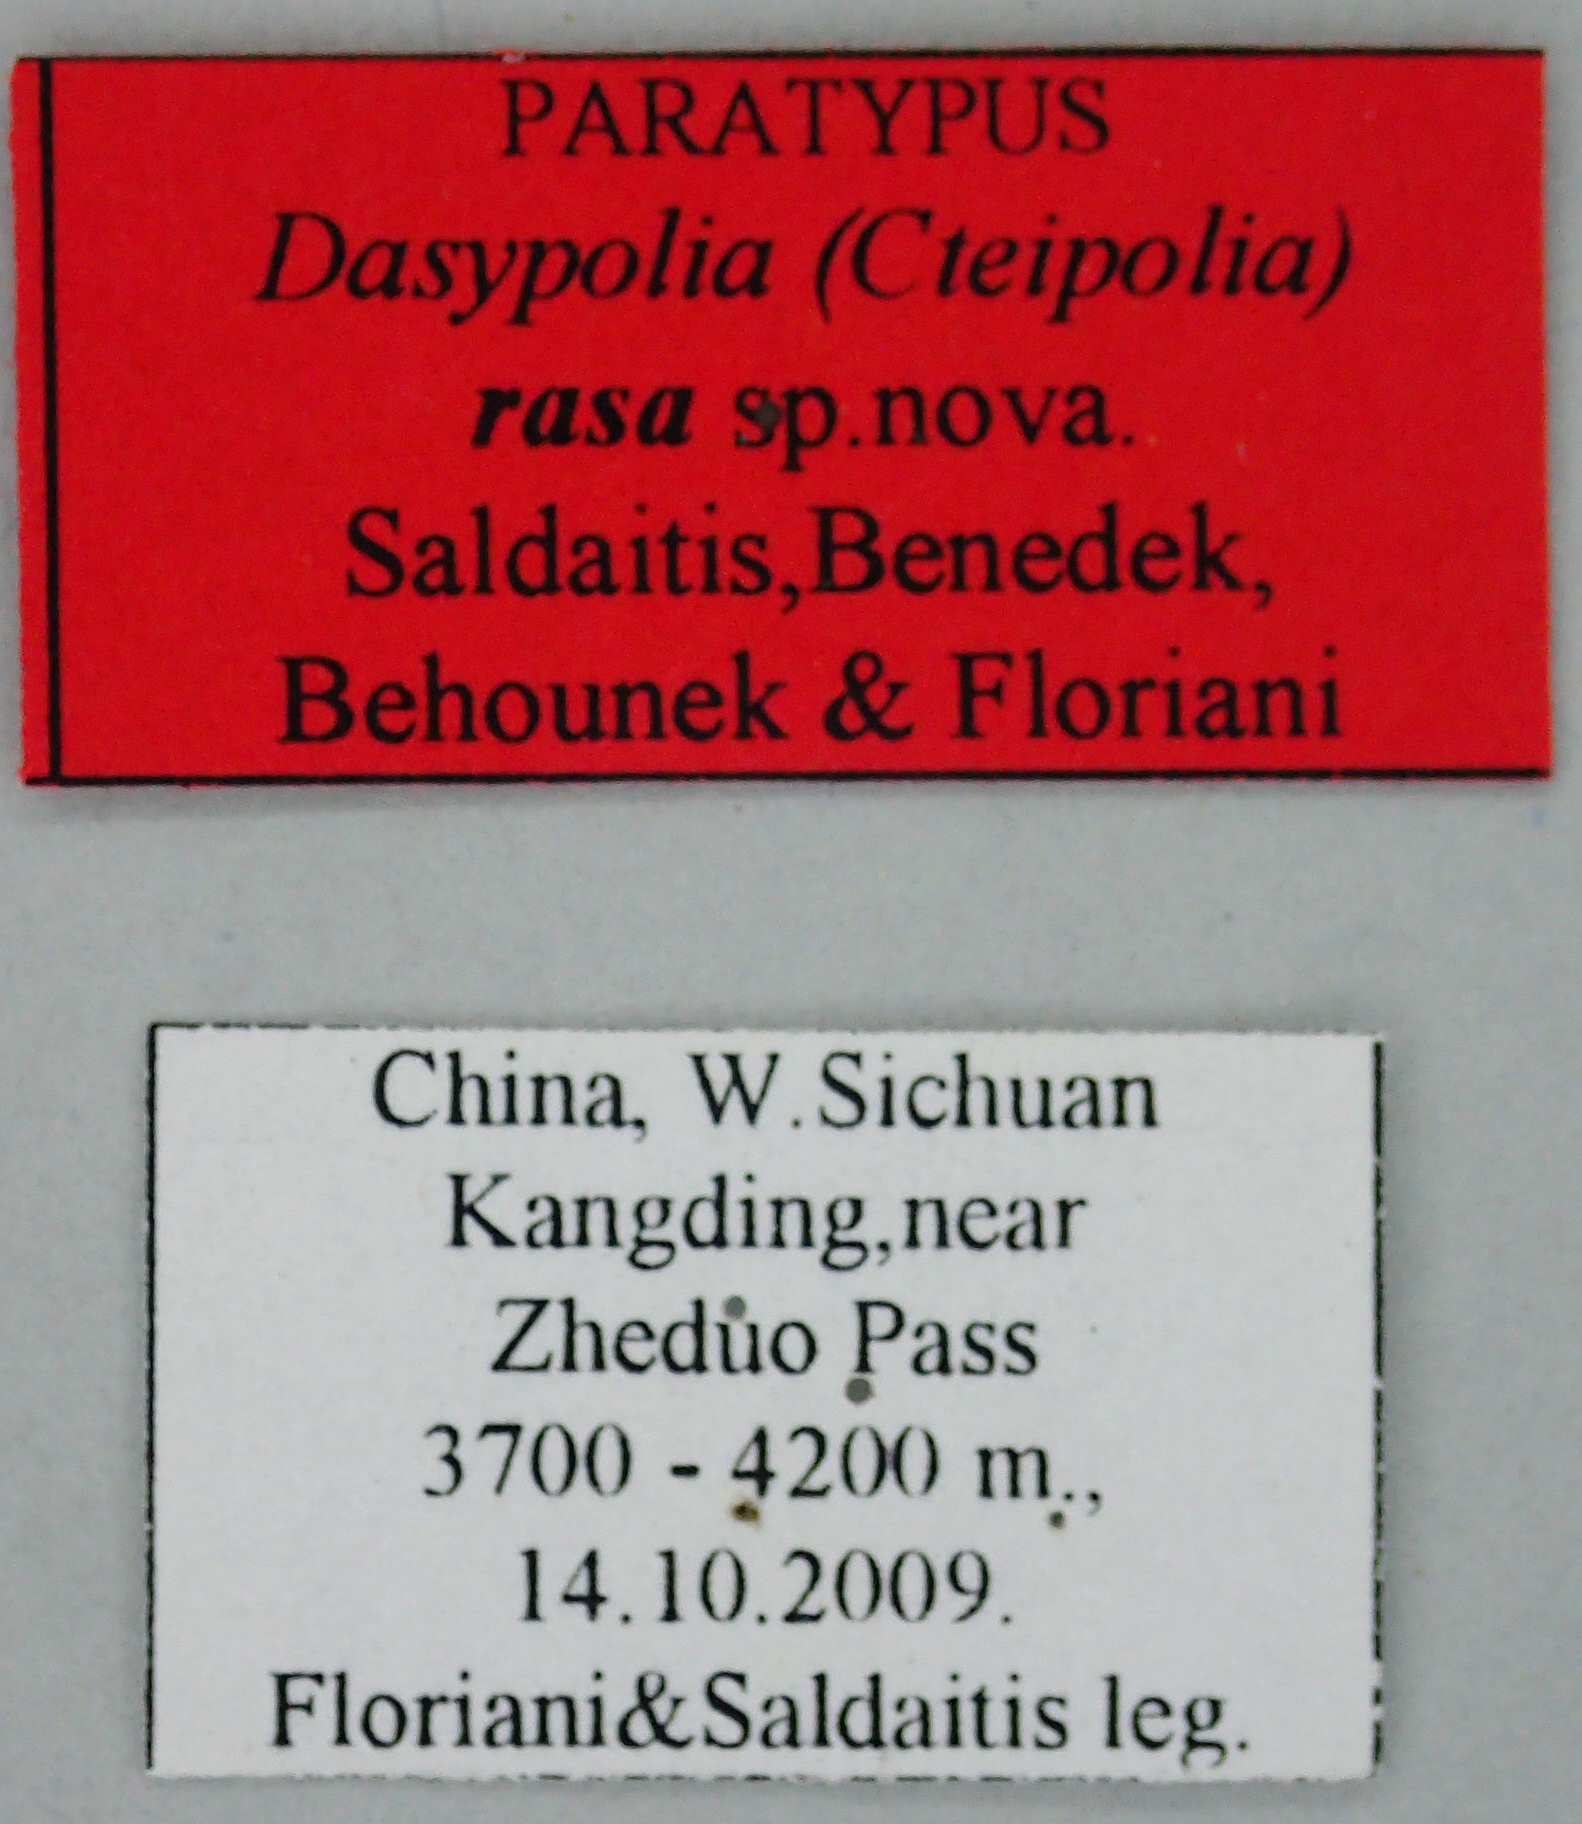 PARATYPUS
Dasypolia (Cteipolia)
rasa sp.nova.
Saldaitis,Benedek,
Behounek & Floriani
China, W.Sichuan
Kangding,near
Zheduo Pass
3700 - 4200 m.,
14.10.2009.
Floriani&Saldaitis leg.